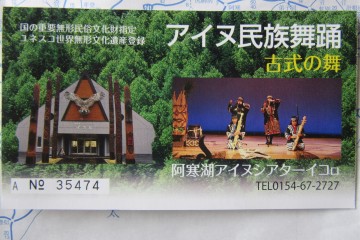 国の重要無形民俗文化財指定
ユネスコ世界無形文化遺産登録
アイヌ民族舞踊
古式の舞
阿寒湖アイヌシアターイコロ
TEL0154-67-2727
A No 35474